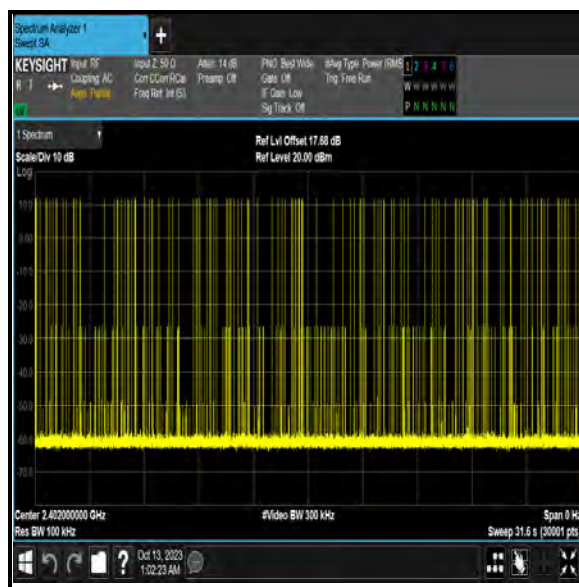 Spectrum Analyzer 1
Swept SA
KEYSIGHT Input: RF Input Z: 50 Ω Atten: 14 dB PNO: Best Wide #Avg Type: Power (RMS 1 2 3 4 5 6
R T Coupling: AC Corr CCorr RCal Preamp: Off Gate: Off Trig: Free Run W W W W W W
Align: Partial Freq Ref: Int (S) IF Gain: Low P N N N N N
Sig Track: Off
1 Spectrum
Ref Lvl Offset 17.68 dB
Scale/Div 10 dB Ref Level 20.00 dBm
Log
10.0
0.00
-10.0
-20.0
-30.0
-40.0
-50.0
-60.0
-70.0
Center 2.402000000 GHz #Video BW 300 kHz Span 0 Hz
Res BW 100 kHz Sweep 31.6 s (30001 pts
? Oct 13, 2023
1:02:23 AM